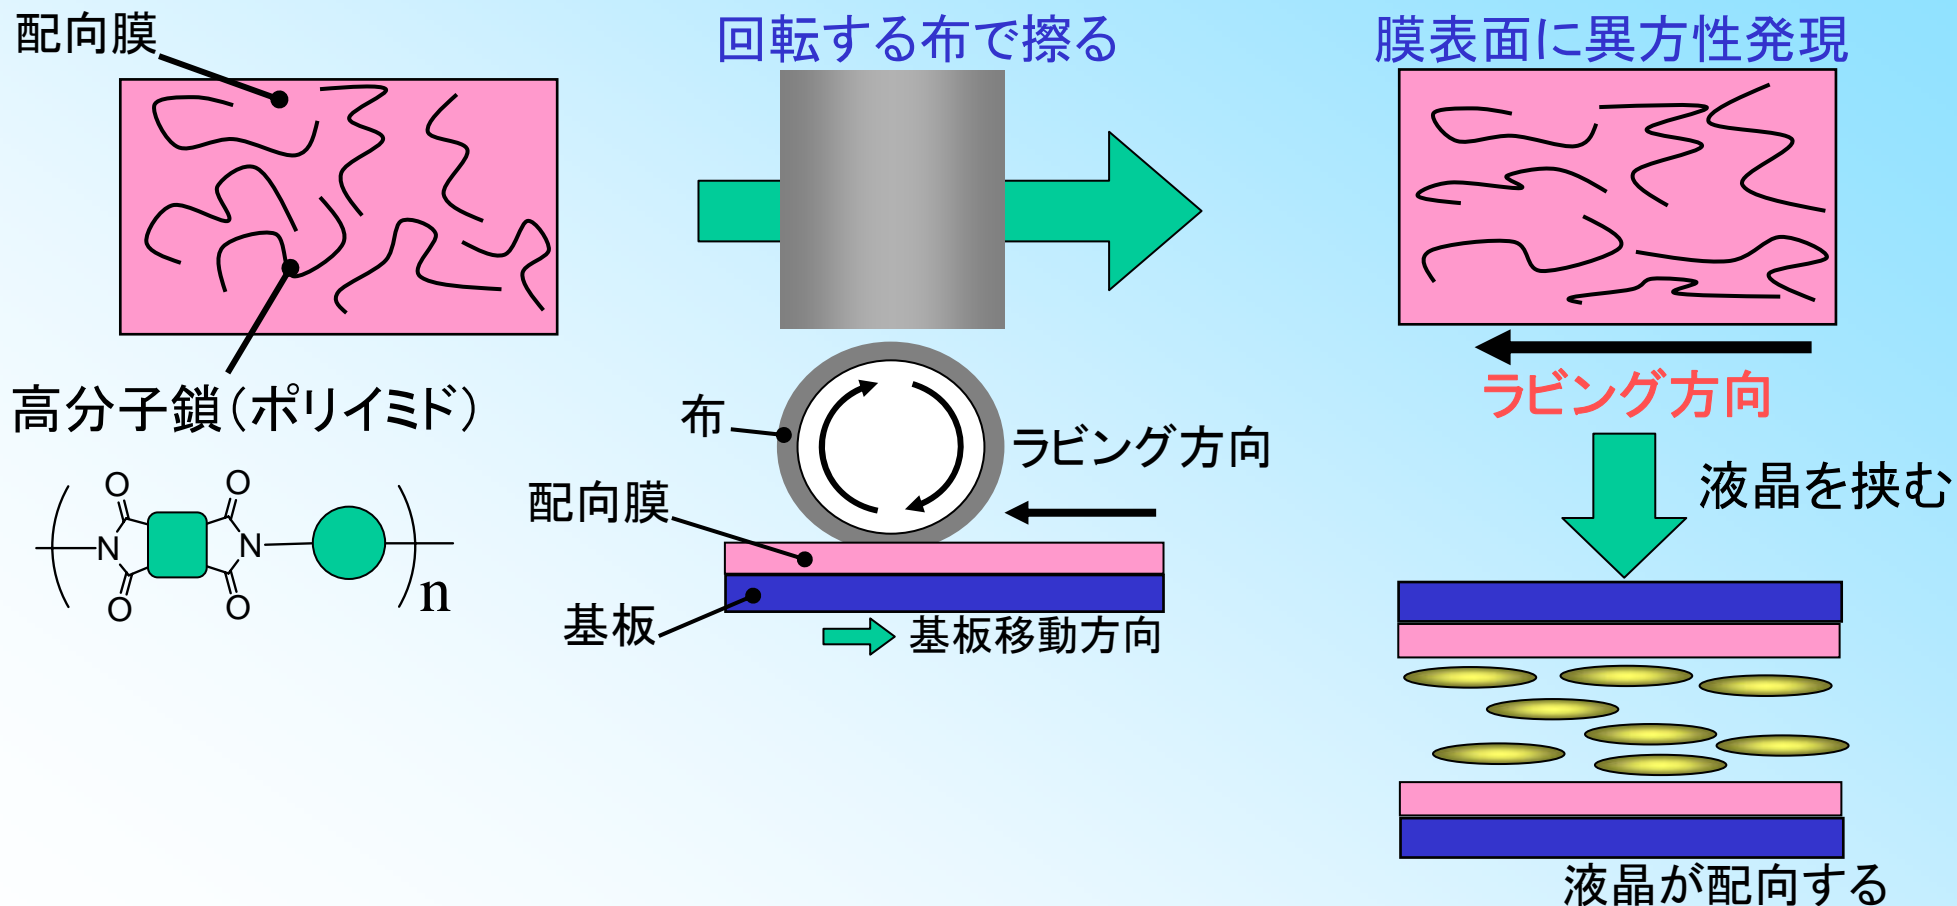 配向膜
高分子鎖(ポリイミド)
O
O
N
N
O
O
n
回転する布で擦る
布
ラビング方向
配向膜
基板
基板移動方向
膜表面に異方性発現
ラビング方向
液晶を挟む
液晶が配向する